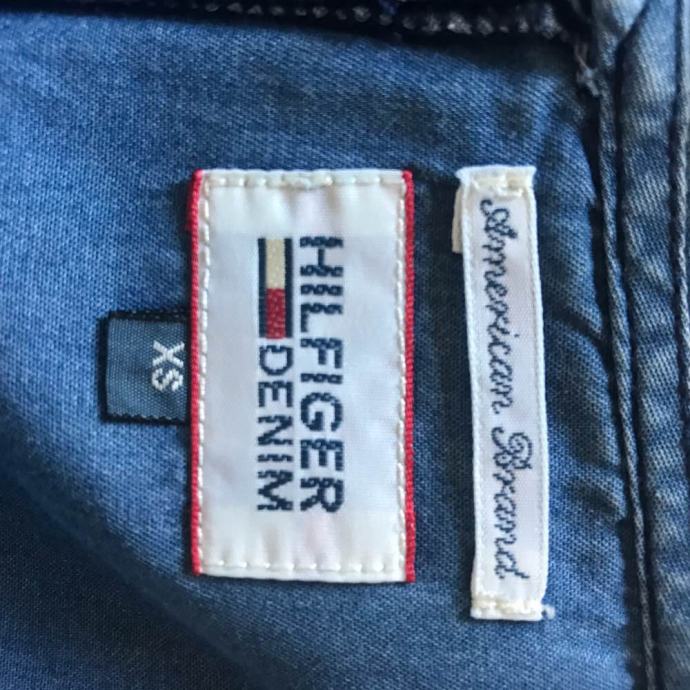 American Brand
HILFIGER
DENIM
XS